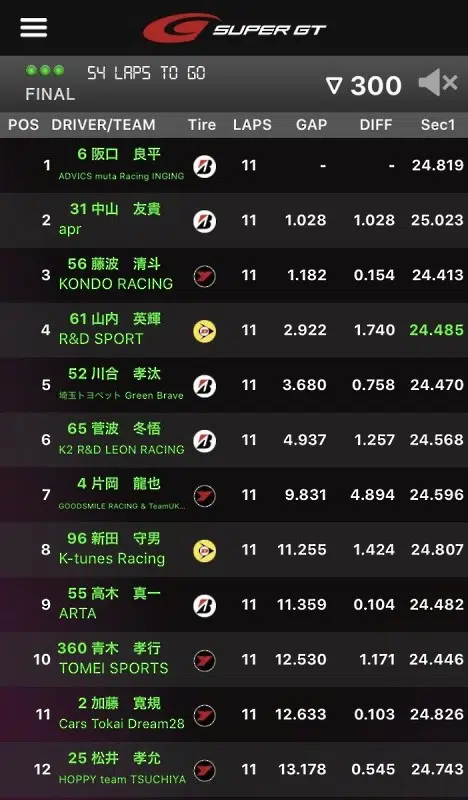 SUPER GT
54 LAPS TO GO
FINAL
▽ 300
POS DRIVER/TEAM Tire LAPS GAP DIFF Sec1
1 6 阪口 良平 11 - - 24.819
ADVICS muta Racing INGING
2 31 中山 友貴 11 1.028 1.028 25.023
apr
3 56 藤波 清斗 11 1.182 0.154 24.413
KONDO RACING
4 61 山内 英輝 11 2.922 1.740 24.485
R&D SPORT
5 52 川合 孝汰 11 3.680 0.758 24.470
埼玉トヨペット Green Brave
6 65 菅波 冬悟 11 4.937 1.257 24.568
K2 R&D LEON RACING
7 4 片岡 龍也 11 9.831 4.894 24.596
GOODSMILE RACING & TeamUK...
8 96 新田 守男 11 11.255 1.424 24.807
K-tunes Racing
9 55 高木 真一 11 11.359 0.104 24.482
ARTA
10 360 青木 孝行 11 12.530 1.171 24.446
TOMEI SPORTS
11 2 加藤 寛規 11 12.633 0.103 24.826
Cars Tokai Dream28
12 25 松井 孝允 11 13.178 0.545 24.743
HOPPY team TSUCHIYA